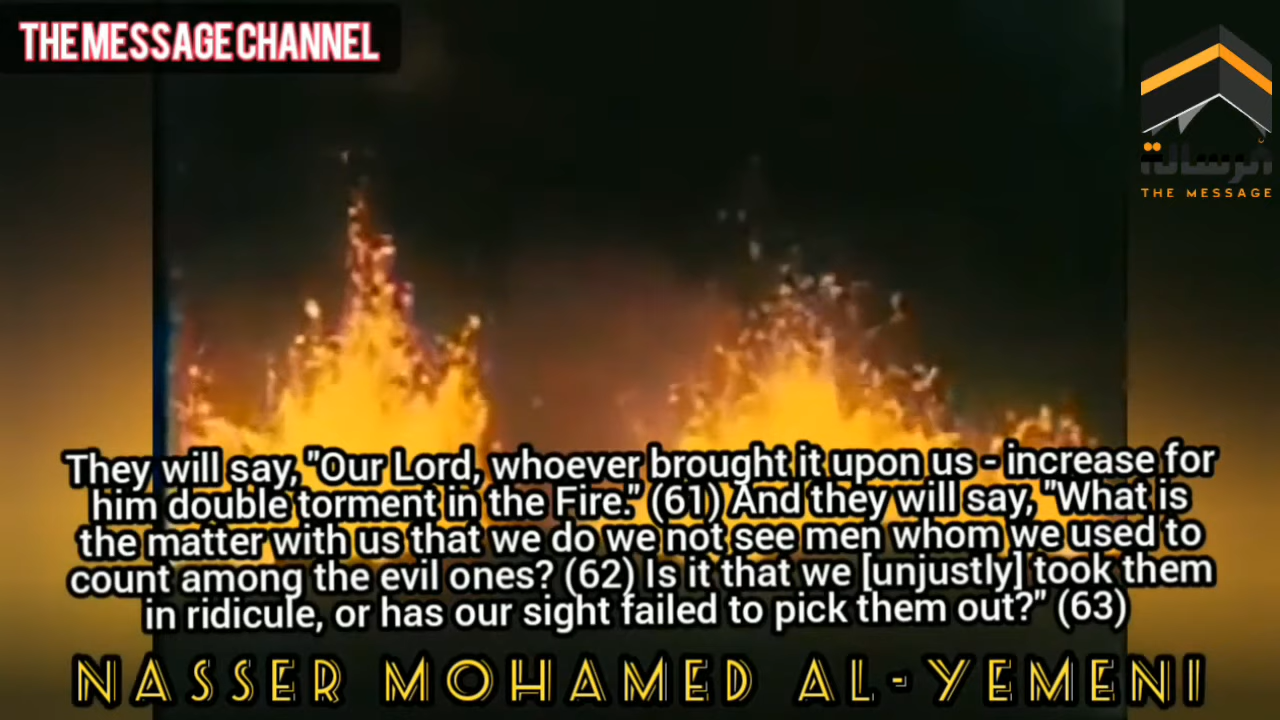 THE MESSAGE CHANNEL
الرسالة
THE MESSAGE
They will say, "Our Lord, whoever brought it upon us - increase for
him double torment in the Fire." (61) And they will say, "What is
the matter with us that we do we not see men whom we used to
count among the evil ones? (62) Is it that we [unjustly] took them
in ridicule, or has our sight failed to pick them out?" (63)
NASSER MOHAMED AL-YEMENI